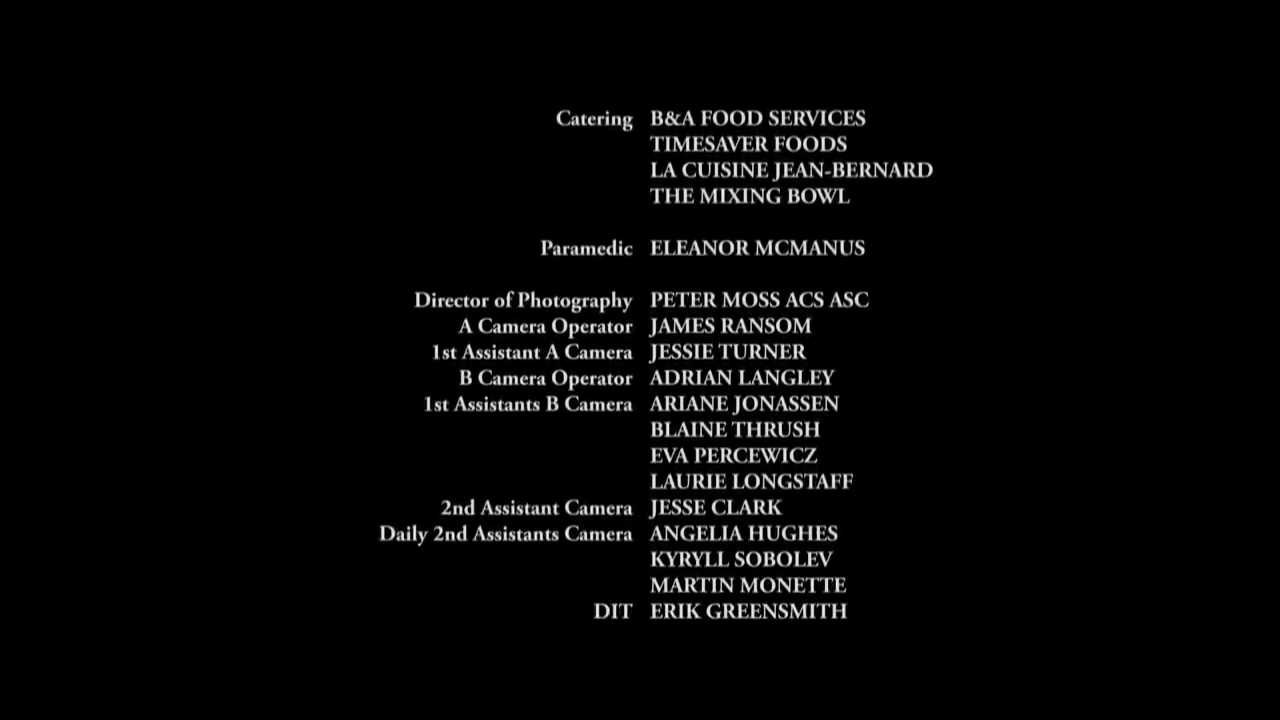 Catering B&A FOOD SERVICES
TIMESAVER FOODS
LA CUISINE JEAN-BERNARD
THE MIXING BOWL
Paramedic ELEANOR MCMANUS
Director of Photography PETER MOSS ACS ASC
A Camera Operator JAMES RANSOM
1st Assistant A Camera JESSIE TURNER
B Camera Operator ADRIAN LANGLEY
1st Assistants B Camera ARIANE JONASSEN
BLAINE THRUSH
EVA PERCEWICZ
LAURIE LONGSTAFF
2nd Assistant Camera JESSE CLARK
Daily 2nd Assistants Camera ANGELIA HUGHES
KYRYLL SOBOLEV
MARTIN MONETTE
DIT ERIK GREENSMITH